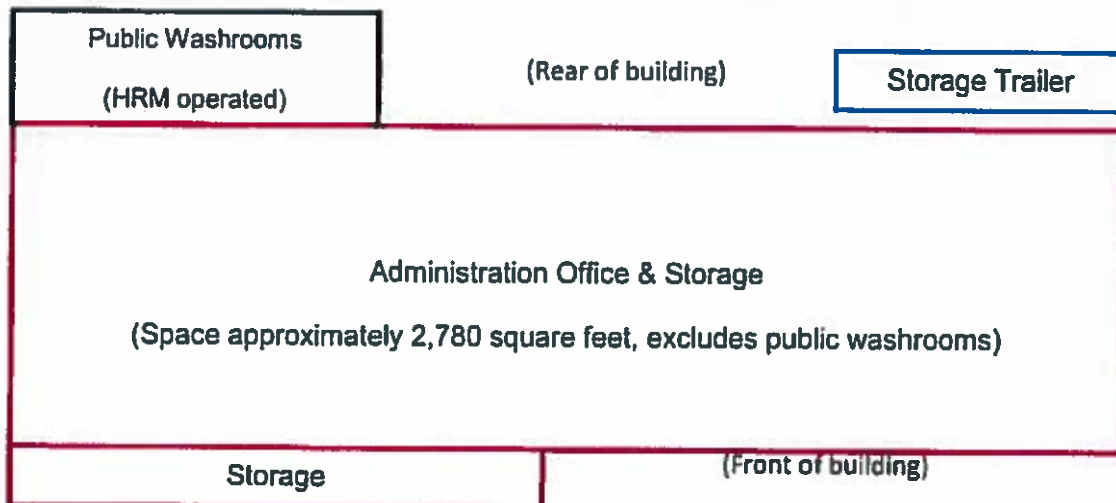 Public Washrooms
(HRM operated)
(Rear of building)
Storage Trailer
Administration Office & Storage
(Space approximately 2,780 square feet, excludes public washrooms)
Storage
(Front of building)